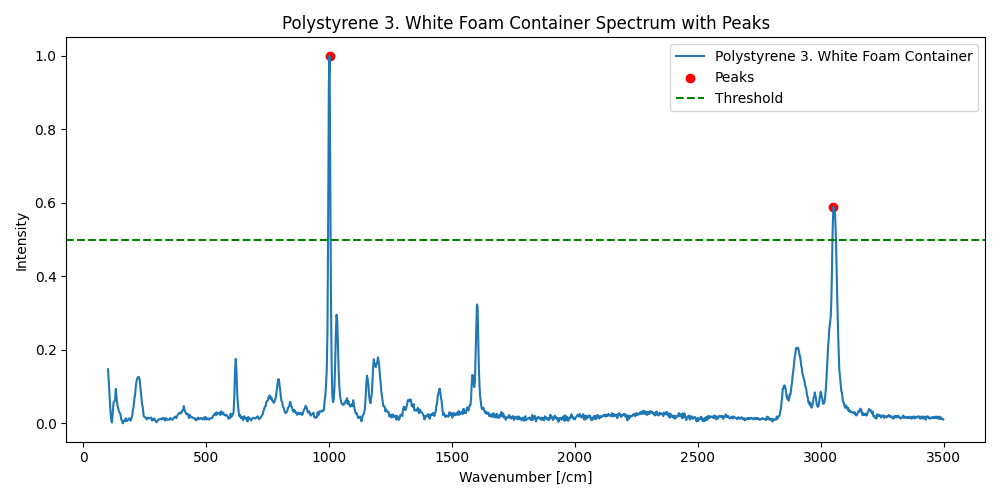 Polystyrene 3. White Foam Container Spectrum with Peaks
Polystyrene 3. White Foam Container
Peaks
Threshold
Intensity
1.0
0.8
0.6
0.4
0.2
0.0
0 500 1000 1500 2000 2500 3000 3500
Wavenumber [/cm]